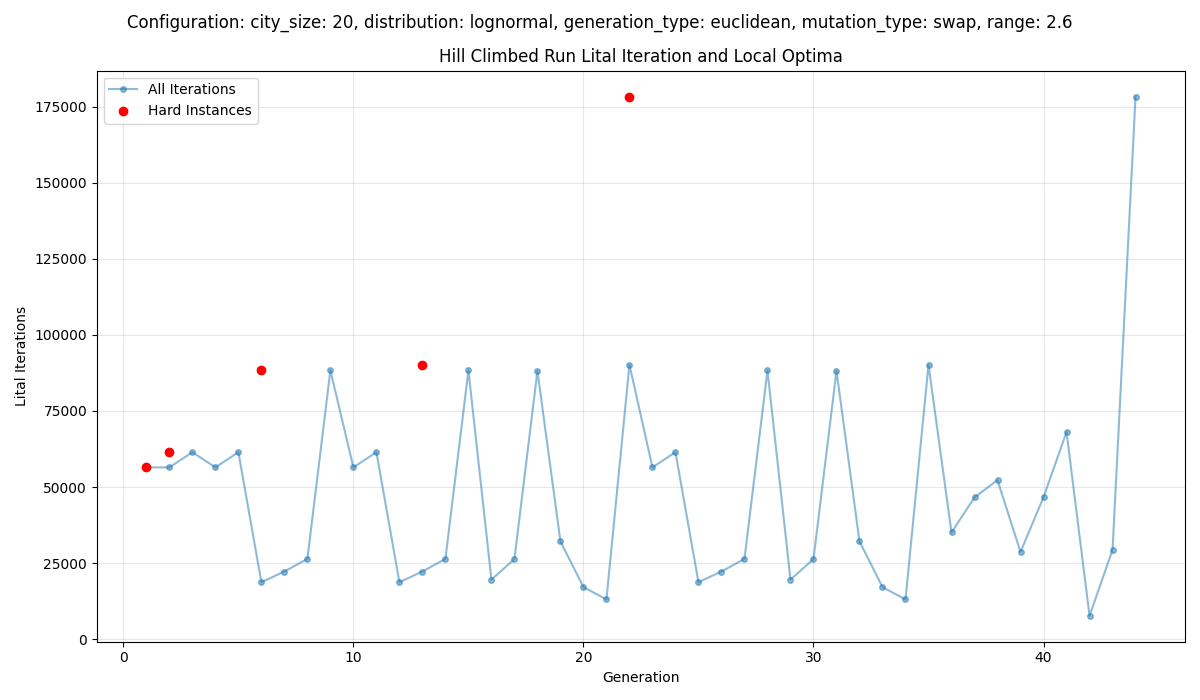 Configuration: city_size: 20, distribution: lognormal, generation_type: euclidean, mutation_type: swap, range: 2.6
Hill Climbed Run Lital Iteration and Local Optima
All Iterations
Hard Instances
175000
150000
125000
100000
75000
50000
25000
0
Lital Iterations
0
10
20
30
40
Generation